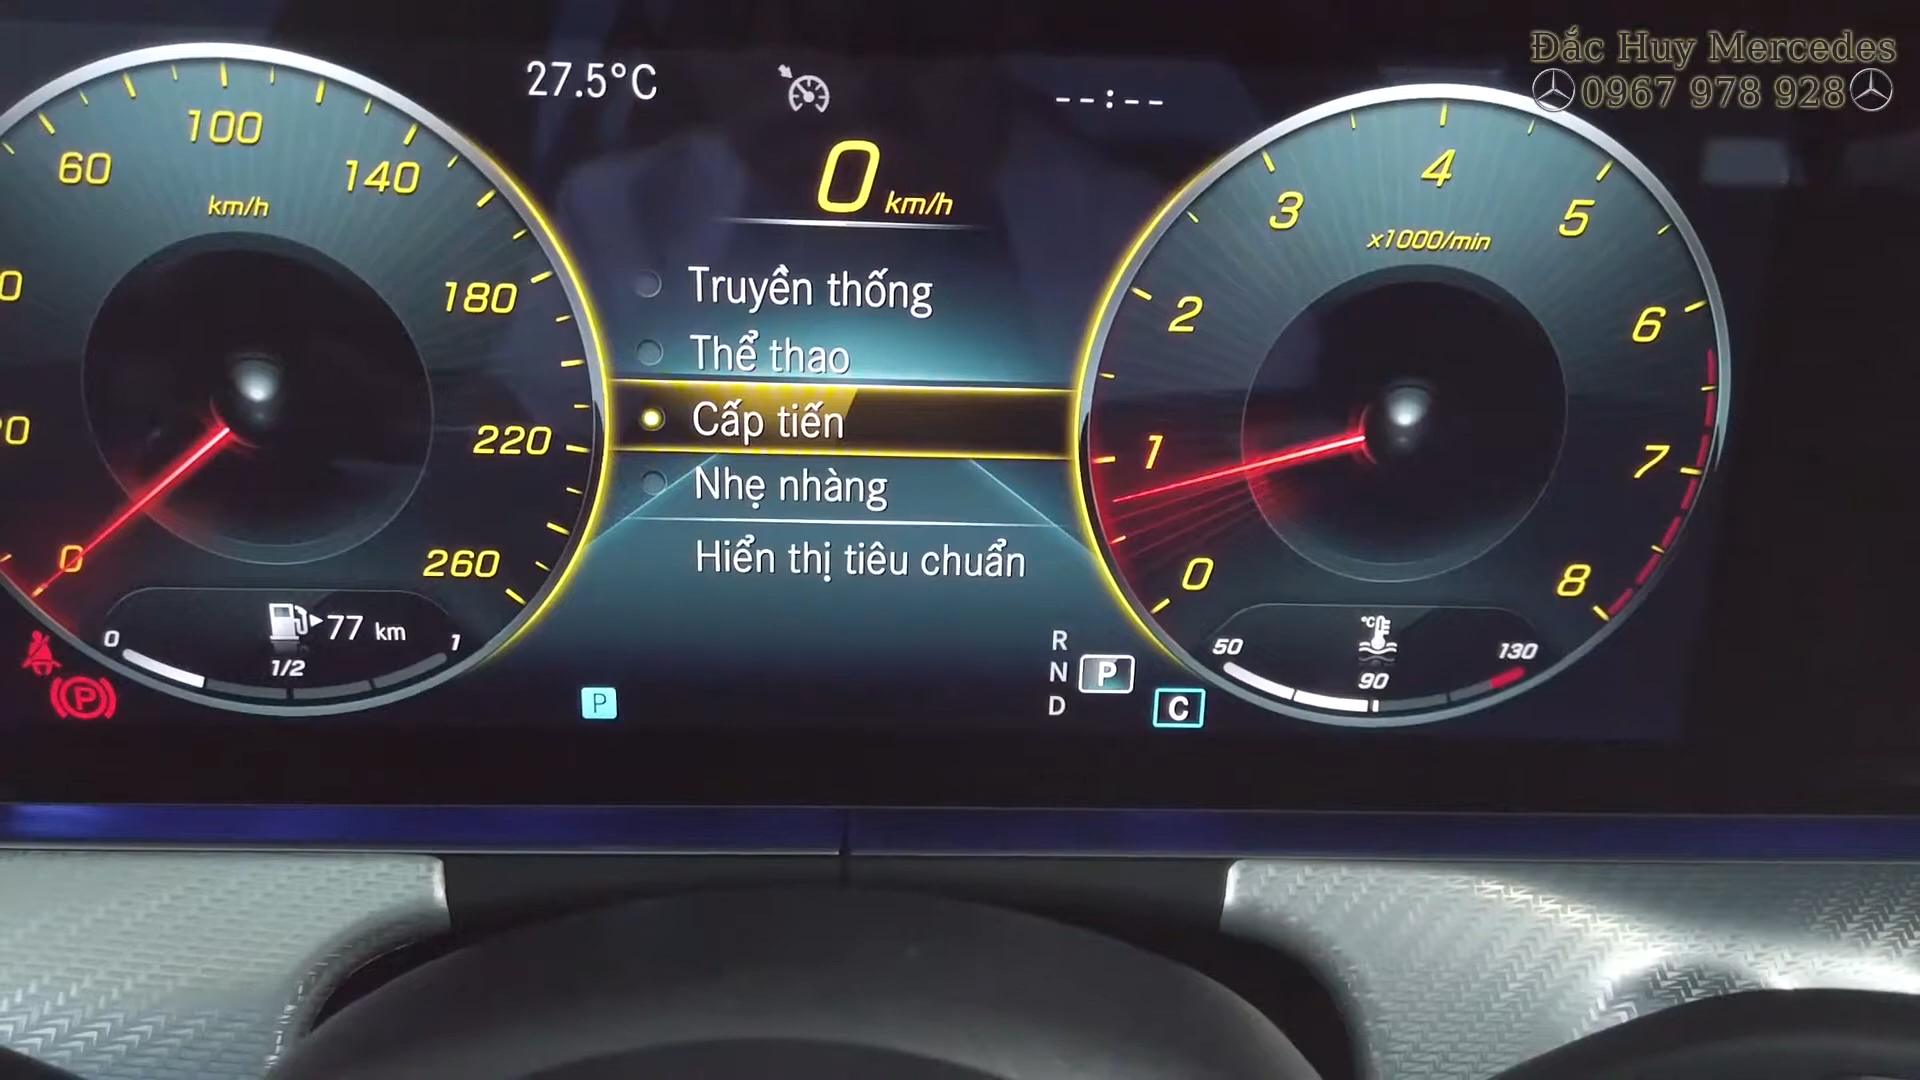 Đắc Huy Mercedes
0967 978 928
27.5°C
--:--
0 km/h
60
100
140
180
220
260
0
km/h
Truyền thống
Thể thao
Cấp tiến
Nhẹ nhàng
Hiển thị tiêu chuẩn
0
1
2
3
4
5
6
7
8
x1000/min
77 km
0
1/2
1
P
P
R
N
P
D
C
°C
50
90
130